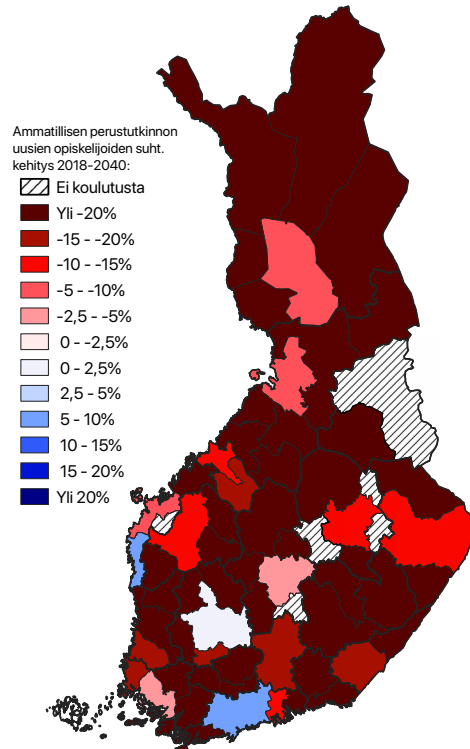 Ammatillisen perustutkinnon
uusien opiskelijoiden suht.
kehitys 2018-2040:
Ei koulutusta
Yli -20%
-15 - -20%
-10 - -15%
-5 - -10%
-2,5 - -5%
0 - -2,5%
0 - 2,5%
2,5 - 5%
5 - 10%
10 - 15%
15 - 20%
Yli 20%